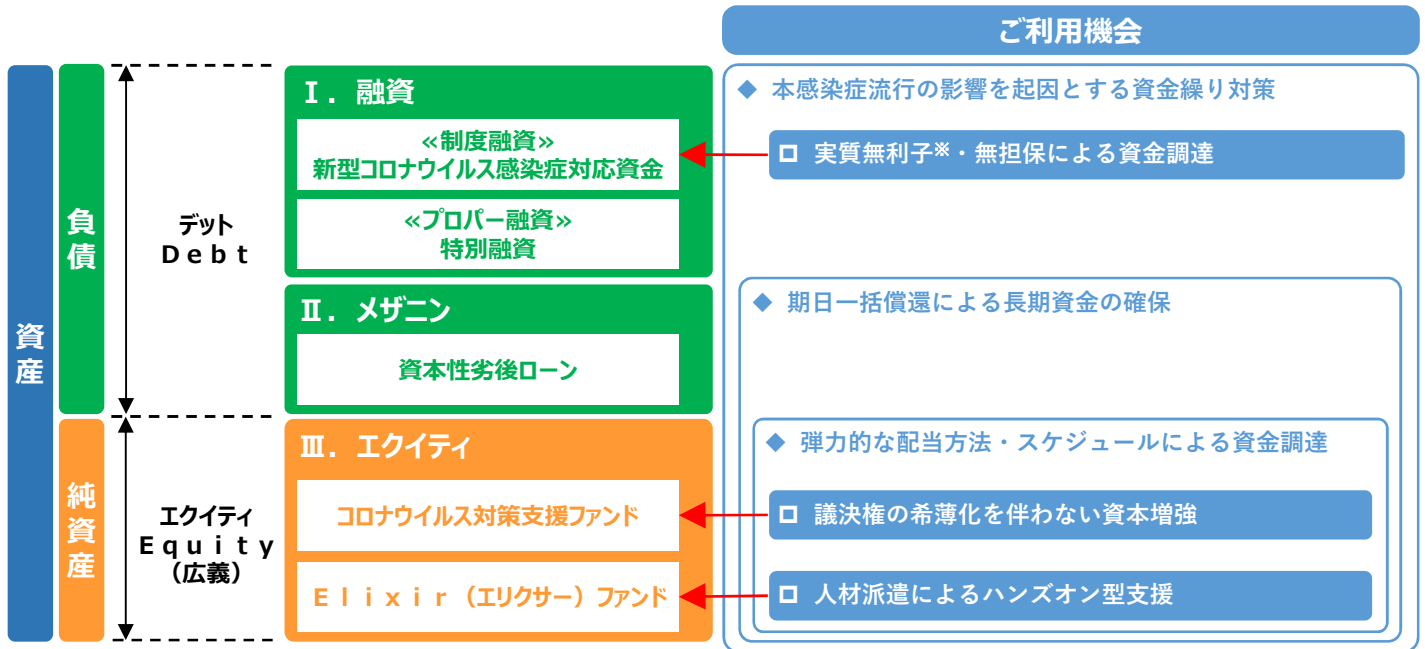 ご利用機会
資産
負債
純資産
デット
Debt
エクイティ
Equity
（広義）
Ⅰ．融資
≪制度融資≫
新型コロナウイルス感染症対応資金
≪プロパー融資≫
特別融資
Ⅱ．メザニン
資本性劣後ローン
Ⅲ．エクイティ
コロナウイルス対策支援ファンド
Elixir（エリクサー）ファンド
◆ 本感染症流行の影響を起因とする資金繰り対策
□ 実質無利子※・無担保による資金調達
◆ 期日一括償還による長期資金の確保
◆ 弾力的な配当方法・スケジュールによる資金調達
□ 議決権の希薄化を伴わない資本増強
□ 人材派遣によるハンズオン型支援